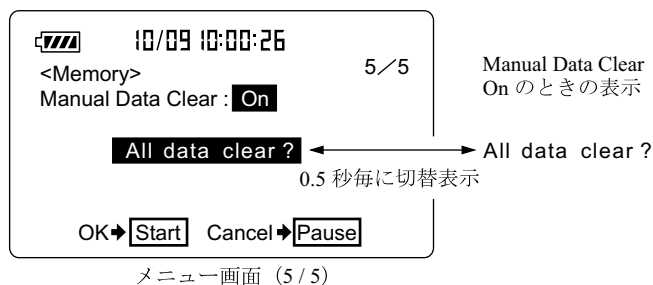 10/09 10:00:26
5/5
<Memory>
Manual Data Clear : On
All data clear ?
OK➔ Start Cancel➔ Pause
Manual Data Clear
On のときの表示
All data clear ?
0.5 秒毎に切替表示
メニュー画面（5 / 5）